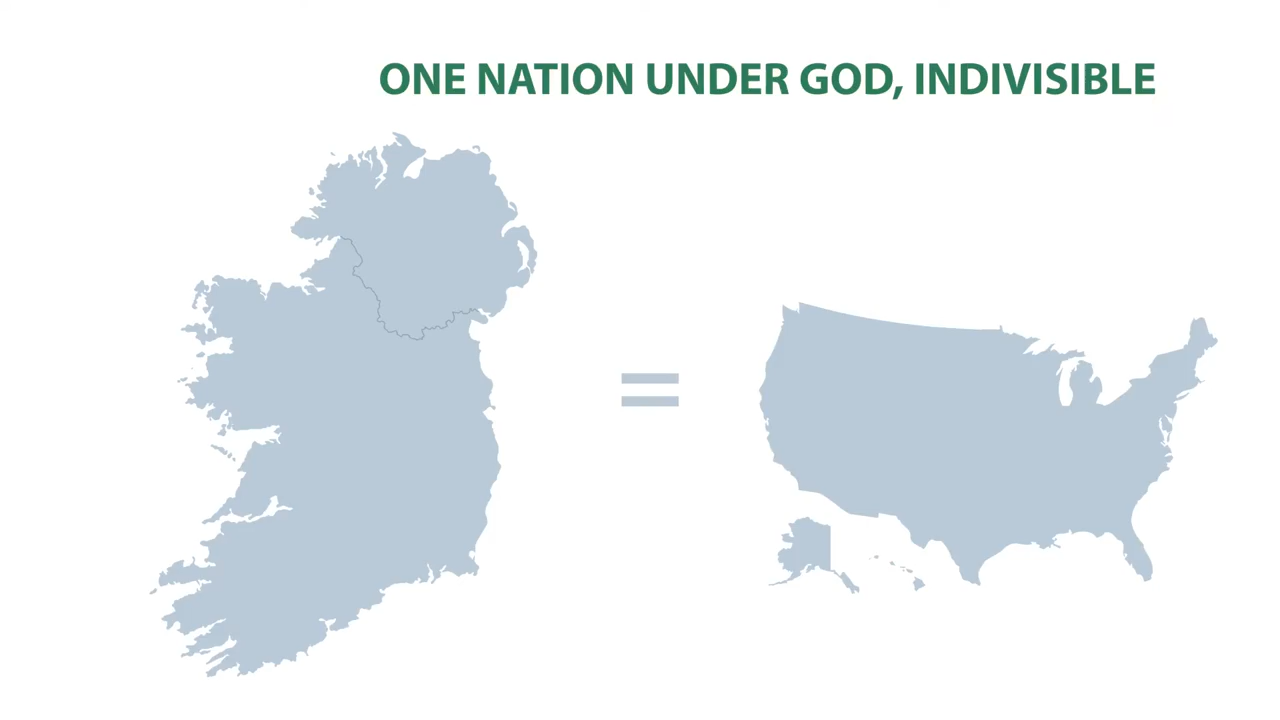 ONE NATION UNDER GOD, INDIVISIBLE
=